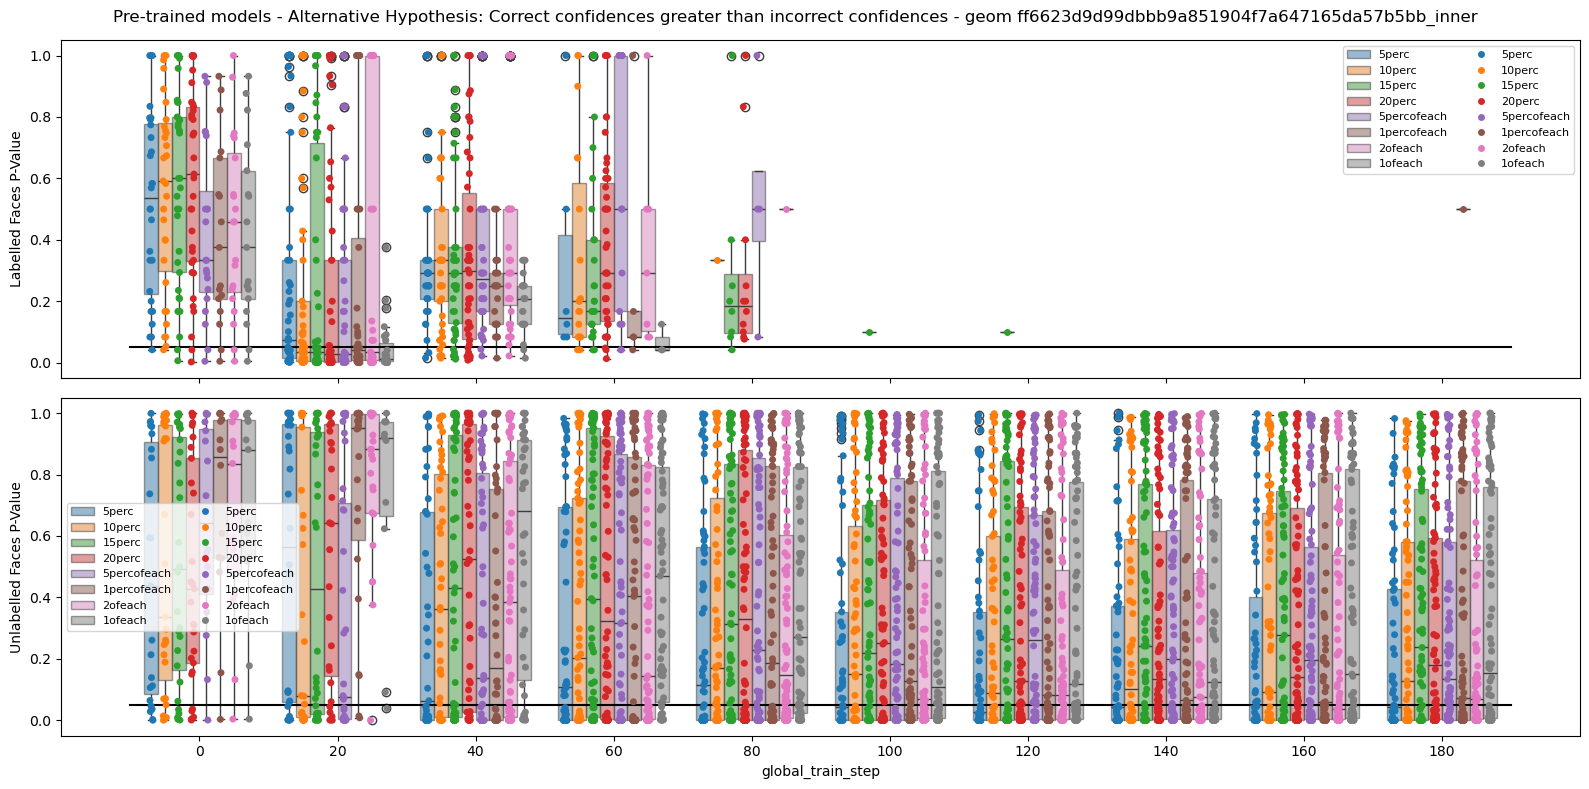 Pre-trained models - Alternative Hypothesis: Correct confidences greater than incorrect confidences - geom ff6623d9d99dbbb9a851904f7a647165da57b5bb_inner
Labelled Faces P-Value
1.0
0.8
0.6
0.4
0.2
0.0
5perc
10perc
15perc
20perc
5percofeach
1percofeach
2ofeach
1ofeach
5perc
10perc
15perc
20perc
5percofeach
1percofeach
2ofeach
1ofeach
Unlabelled Faces P-Value
1.0
0.8
0.6
0.4
0.2
0.0
5perc
10perc
15perc
20perc
5percofeach
1percofeach
2ofeach
1ofeach
5perc
10perc
15perc
20perc
5percofeach
1percofeach
2ofeach
1ofeach
0 20 40 60 80 100 120 140 160 180
global_train_step